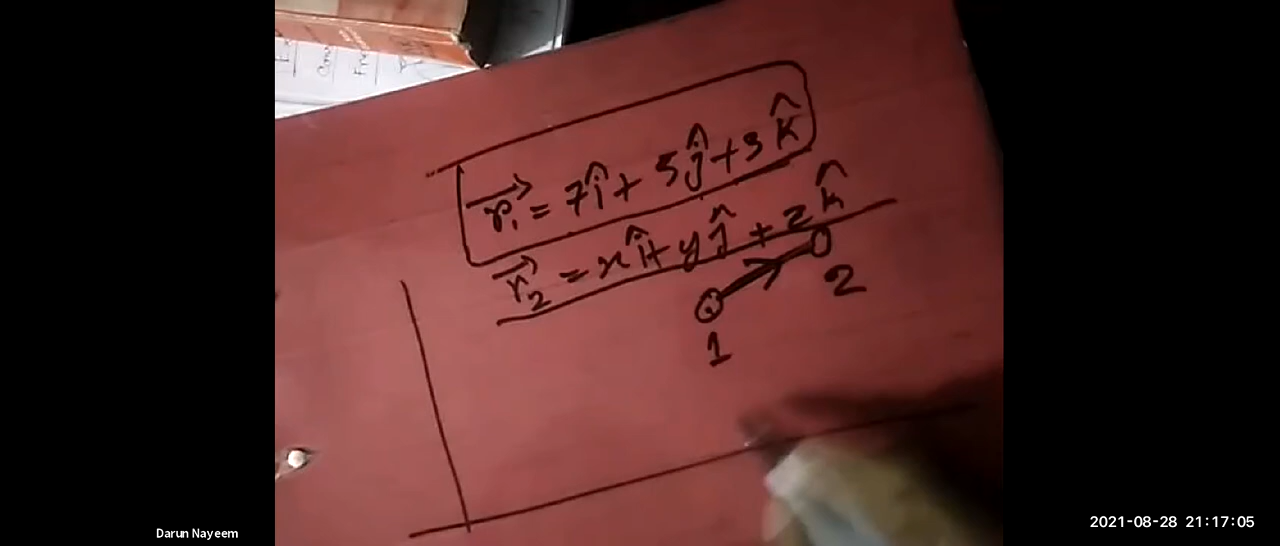 r⃗₁ = 7î + 5ĵ + 3k̂
r⃗₂ = xî + yĵ + zk̂
1
2
Darun Nayeem
2021-08-28 21:17:05